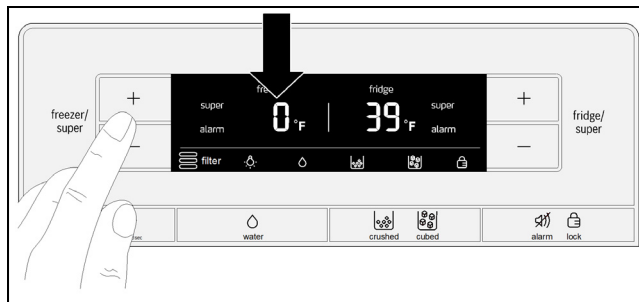 fridge
super
0 °F
39 °F
super
alarm
alarm
filter
freezer/
super
+
−
+
−
fridge/
super
water
crushed cubed
alarm lock